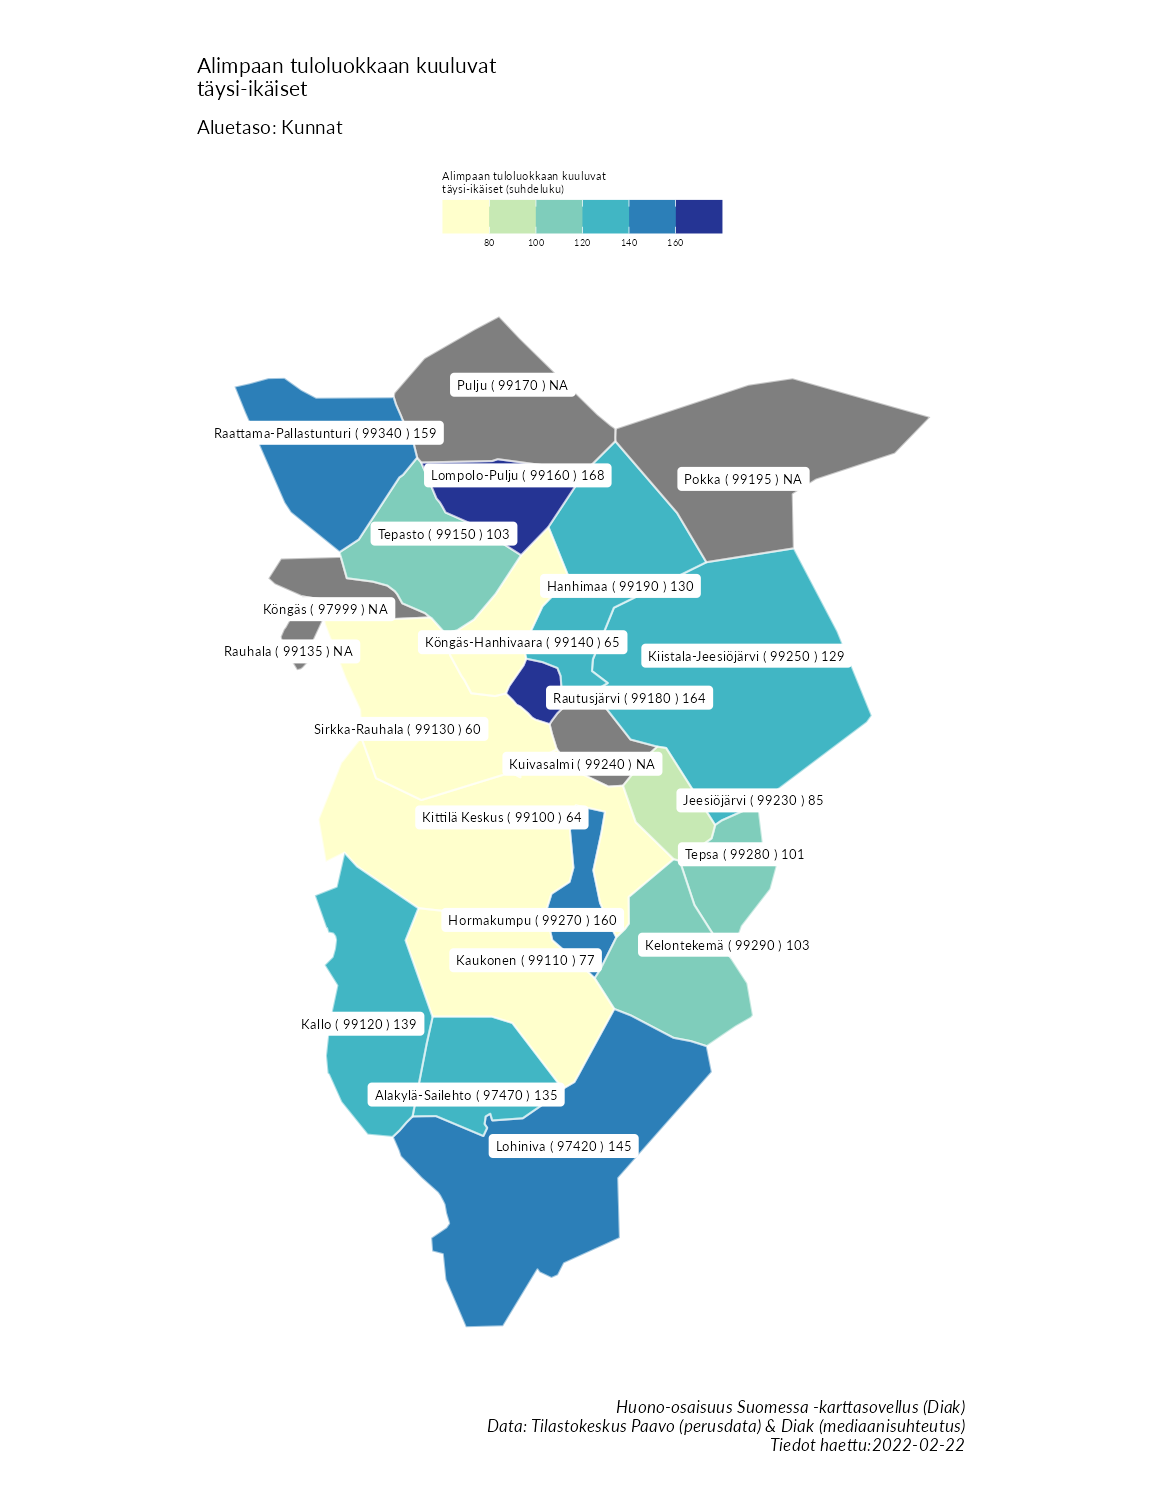 Alimpaan tuloluokkaan kuuluvat
täysi-ikäiset
Aluetaso: Kunnat
Alimpaan tuloluokkaan kuuluvat
täysi-ikäiset (suhdeluku)
80 100 120 140 160
Pulju ( 99170 ) NA
Raattama-Pallastunturi ( 99340 ) 159
Lompolo-Pulju ( 99160 ) 168
Pokka ( 99195 ) NA
Tepasto ( 99150 ) 103
Hanhimaa ( 99190 ) 130
Köngäs ( 97999 ) NA
Köngäs-Hanhivaara ( 99140 ) 65
Rauhala ( 99135 ) NA
Kiistala-Jeesiöjärvi ( 99250 ) 129
Rautusjärvi ( 99180 ) 164
Sirkka-Rauhala ( 99130 ) 60
Kuivasalmi ( 99240 ) NA
Jeesiöjärvi ( 99230 ) 85
Kittilä Keskus ( 99100 ) 64
Tepsa ( 99280 ) 101
Hormakumpu ( 99270 ) 160
Kelontekemä ( 99290 ) 103
Kaukonen ( 99110 ) 77
Kallo ( 99120 ) 139
Alakylä-Sailehto ( 97470 ) 135
Lohiniva ( 97420 ) 145
Huono-osaisuus Suomessa -karttasovellus (Diak)
Data: Tilastokeskus Paavo (perusdata) & Diak (mediaanisuhteutus)
Tiedot haettu:2022-02-22